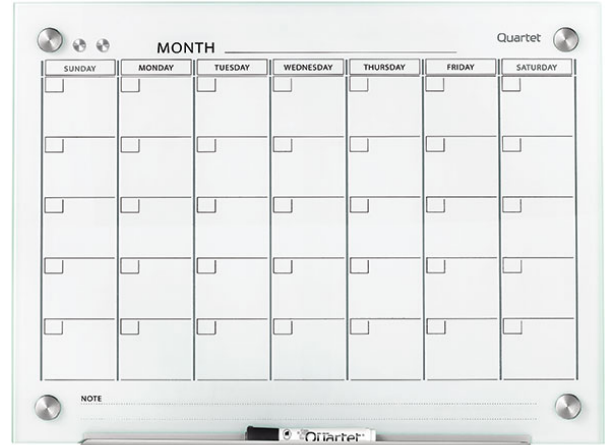 Quartet
MONTH
SUNDAY MONDAY TUESDAY WEDNESDAY THURSDAY FRIDAY SATURDAY
NOTE
Quartet